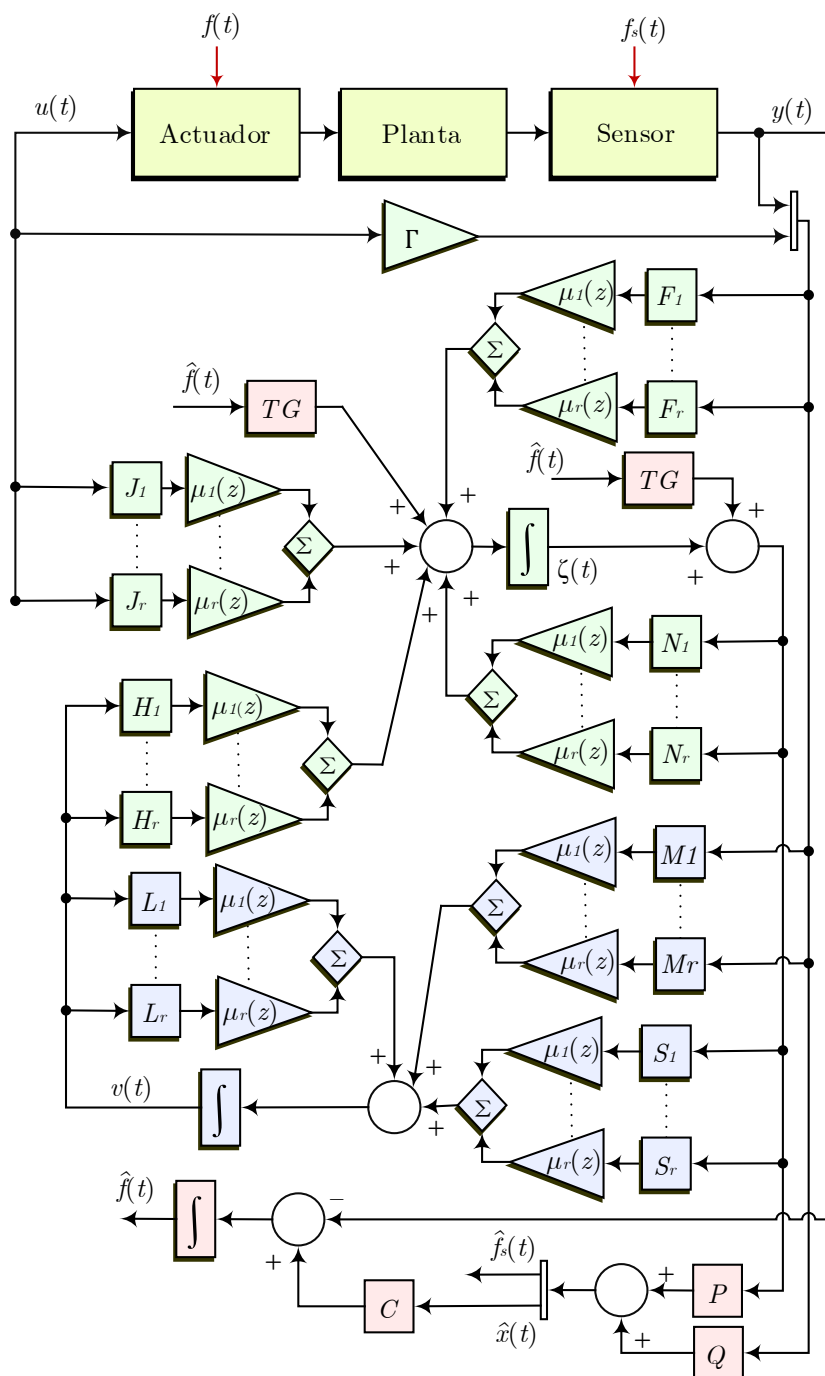 f(t) f_s(t)
u(t) y(t)
Actuador Planta Sensor
Γ
μ1(z) F1
Σ
f̂(t)
TG
μr(z) Fr
+ +
f̂(t)
TG
J1 μ1(z)
Σ
+
∫
ζ(t)
+
+
Jr μr(z)
+ +
μ1(z) N1
Σ
H1 μ1(z)
μr(z) Nr
Σ
Hr μr(z)
μ1(z) M1
L1 μ1(z)
Σ
Σ
μr(z) Mr
Lr μr(z)
μ1(z) S1
+ +
v(t) ∫
Σ
+
μr(z) Sr
f̂(t) ∫
−
+
f̂s(t)
C
x̂(t)
+ P
+ Q